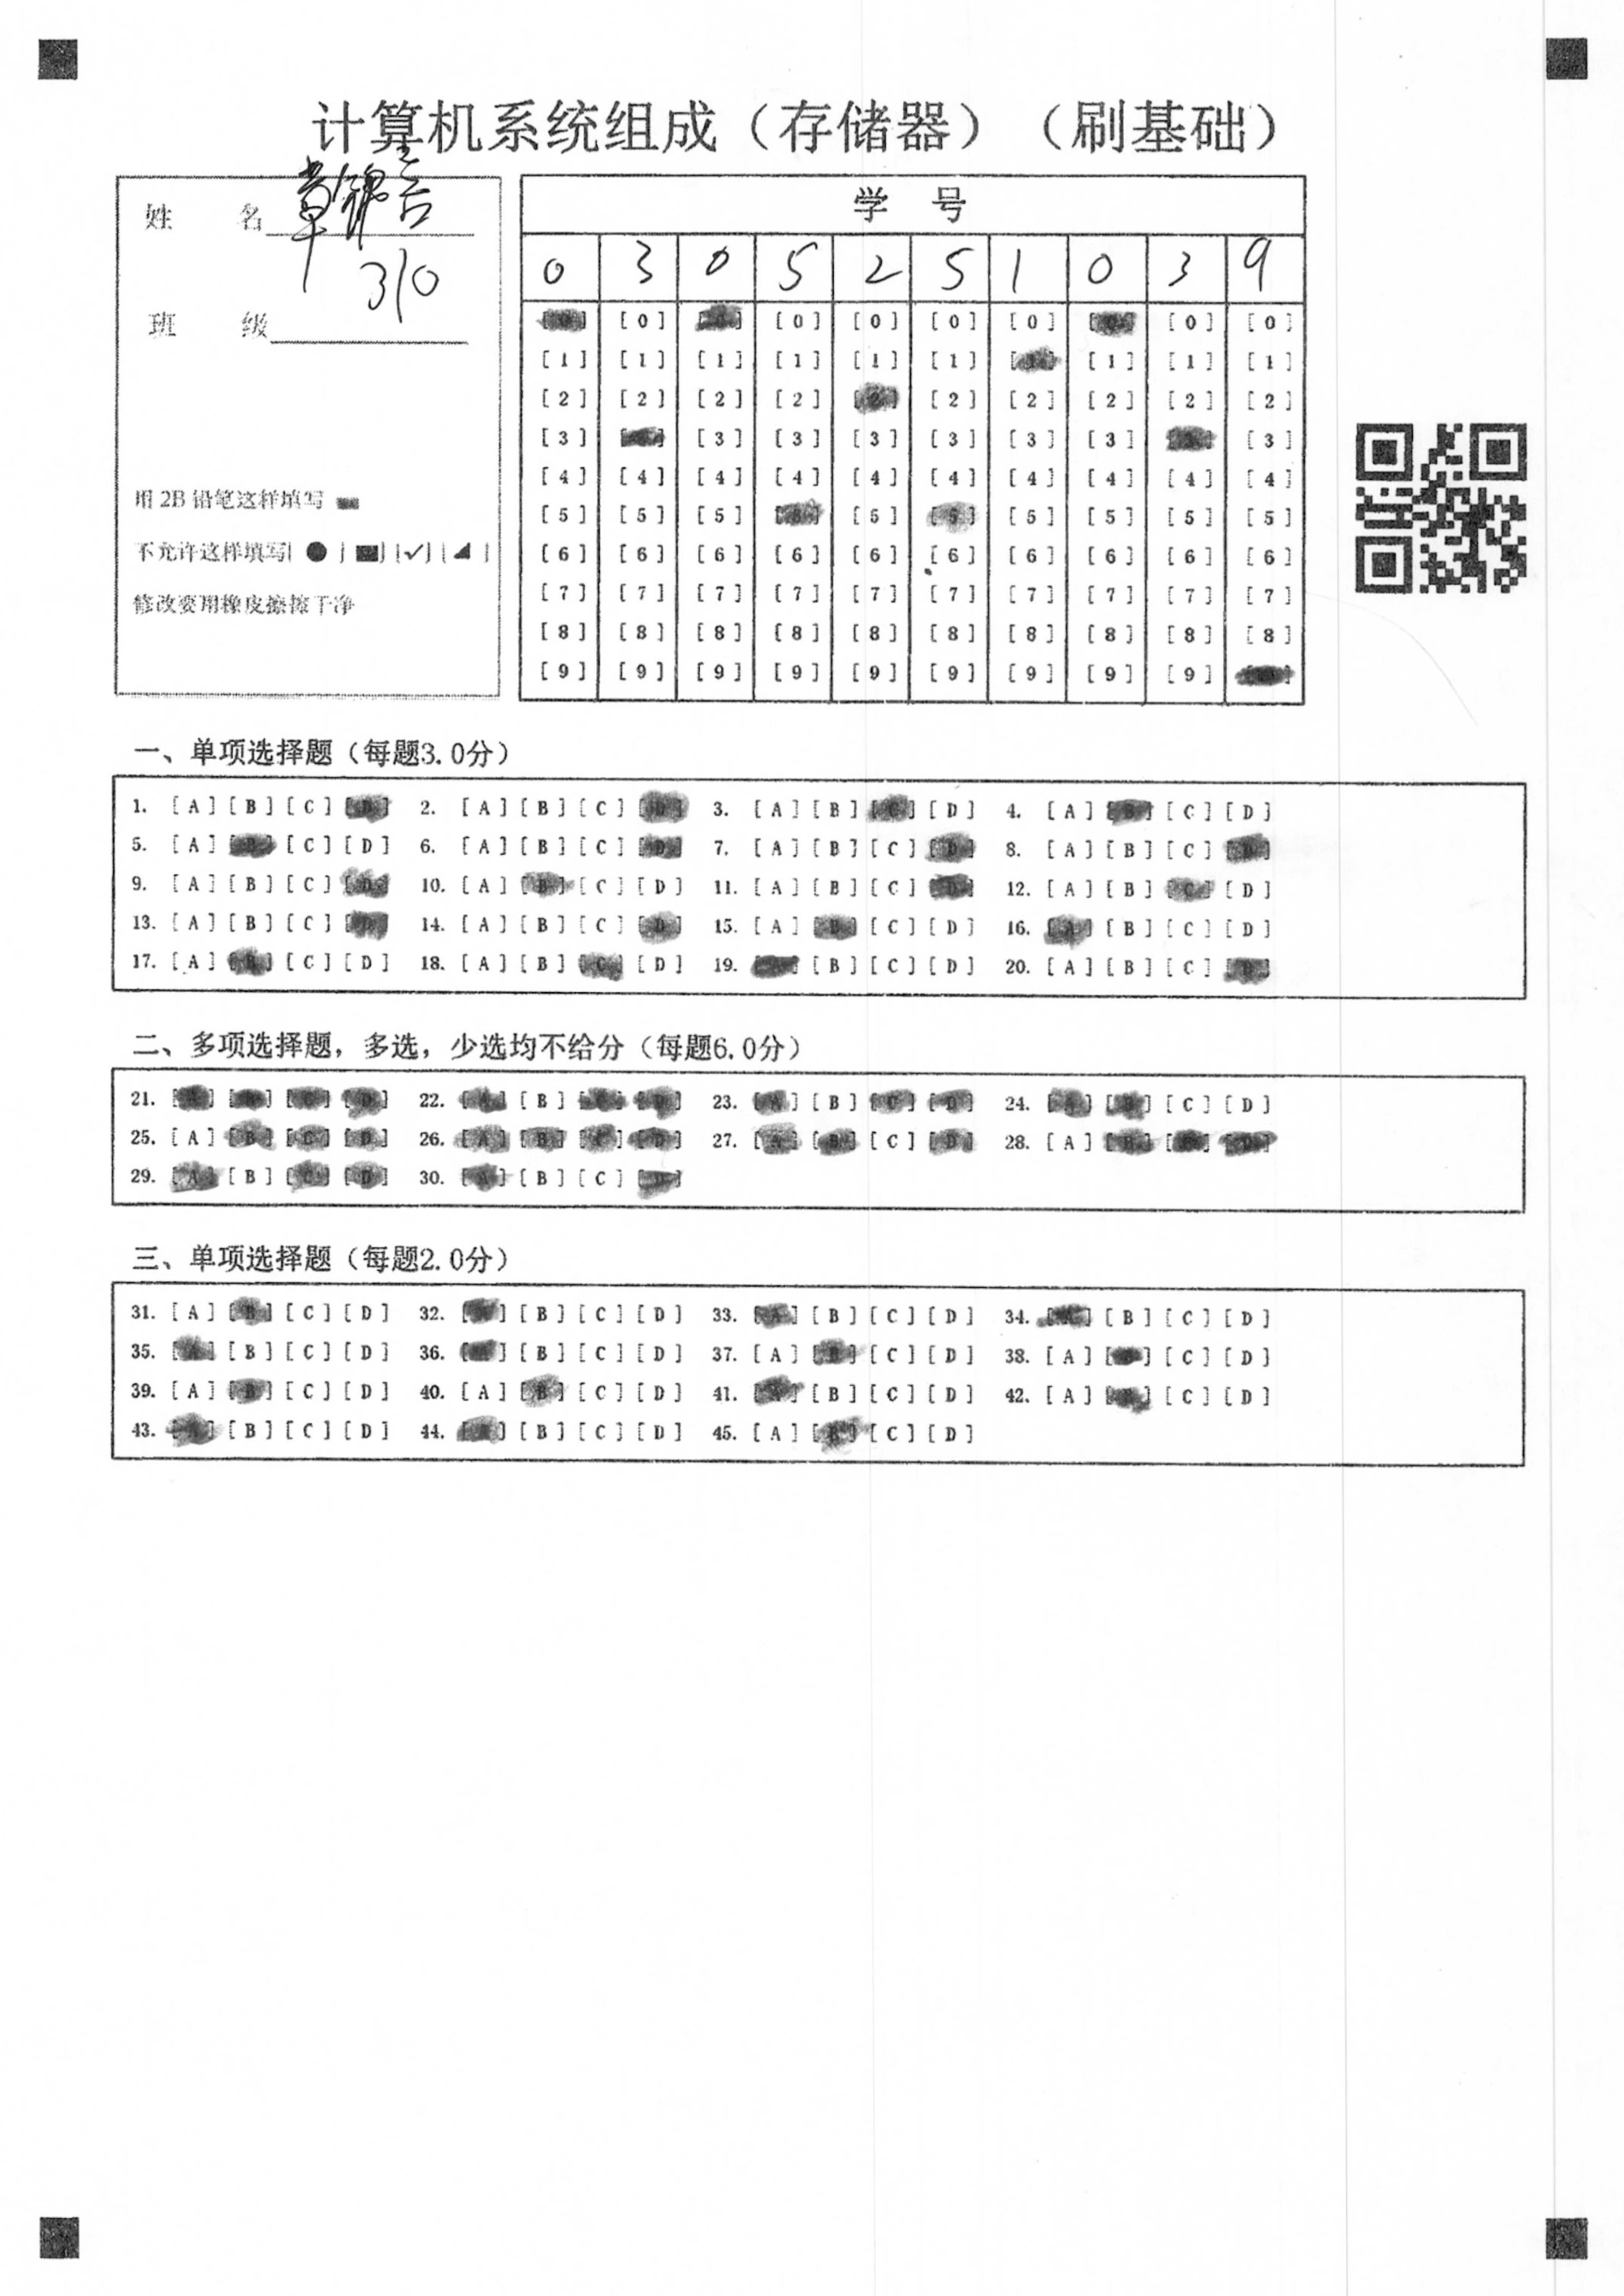 计算机系统组成（存储器）（刷基础）
姓 名
310
班 级
用 2B 铅笔这样填写
不允许这样填写[ ● ] [■] [✓] [◢ ]
修改要用橡皮擦擦干净
学 号
0 3 0 5 2 5 1 0 3 9
[0] [0] [0] [0] [0] [0] [0] [0] [0] [0]
[1] [1] [1] [1] [1] [1] [1] [1] [1] [1]
[2] [2] [2] [2] [2] [2] [2] [2] [2] [2]
[3] [3] [3] [3] [3] [3] [3] [3] [3]
[4] [4] [4] [4] [4] [4] [4] [4] [4] [4]
[5] [5] [5] [5] [5] [5] [5] [5] [5] [5]
[6] [6] [6] [6] [6] [6] [6] [6] [6] [6]
[7] [7] [7] [7] [7] [7] [7] [7] [7] [7]
[8] [8] [8] [8] [8] [8] [8] [8] [8] [8]
[9] [9] [9] [9] [9] [9] [9] [9] [9]
一、单项选择题（每题3.0分）
1. [A] [B] [C] [D] 2. [A] [B] [C] [D] 3. [A] [B] [C] [D] 4. [A] [B] [C] [D]
5. [A] [B] [C] [D] 6. [A] [B] [C] [D] 7. [A] [B] [C] [D] 8. [A] [B] [C] [D]
9. [A] [B] [C] [D] 10. [A] [B] [C] [D] 11. [A] [B] [C] [D] 12. [A] [B] [C] [D]
13. [A] [B] [C] [D] 14. [A] [B] [C] [D] 15. [A] [B] [C] [D] 16. [A] [B] [C] [D]
17. [A] [B] [C] [D] 18. [A] [B] [C] [D] 19. [A] [B] [C] [D] 20. [A] [B] [C] [D]
二、多项选择题，多选，少选均不给分（每题6.0分）
21. [A] [B] [C] [D] 22. [A] [B] [C] [D] 23. [A] [B] [C] [D] 24. [A] [B] [C] [D]
25. [A] [B] [C] [D] 26. [A] [B] [C] [D] 27. [A] [B] [C] [D] 28. [A] [B] [C] [D]
29. [A] [B] [C] [D] 30. [A] [B] [C] [D]
三、单项选择题（每题2.0分）
31. [A] [B] [C] [D] 32. [A] [B] [C] [D] 33. [A] [B] [C] [D] 34. [A] [B] [C] [D]
35. [A] [B] [C] [D] 36. [A] [B] [C] [D] 37. [A] [B] [C] [D] 38. [A] [B] [C] [D]
39. [A] [B] [C] [D] 40. [A] [B] [C] [D] 41. [A] [B] [C] [D] 42. [A] [B] [C] [D]
43. [A] [B] [C] [D] 44. [A] [B] [C] [D] 45. [A] [B] [C] [D]